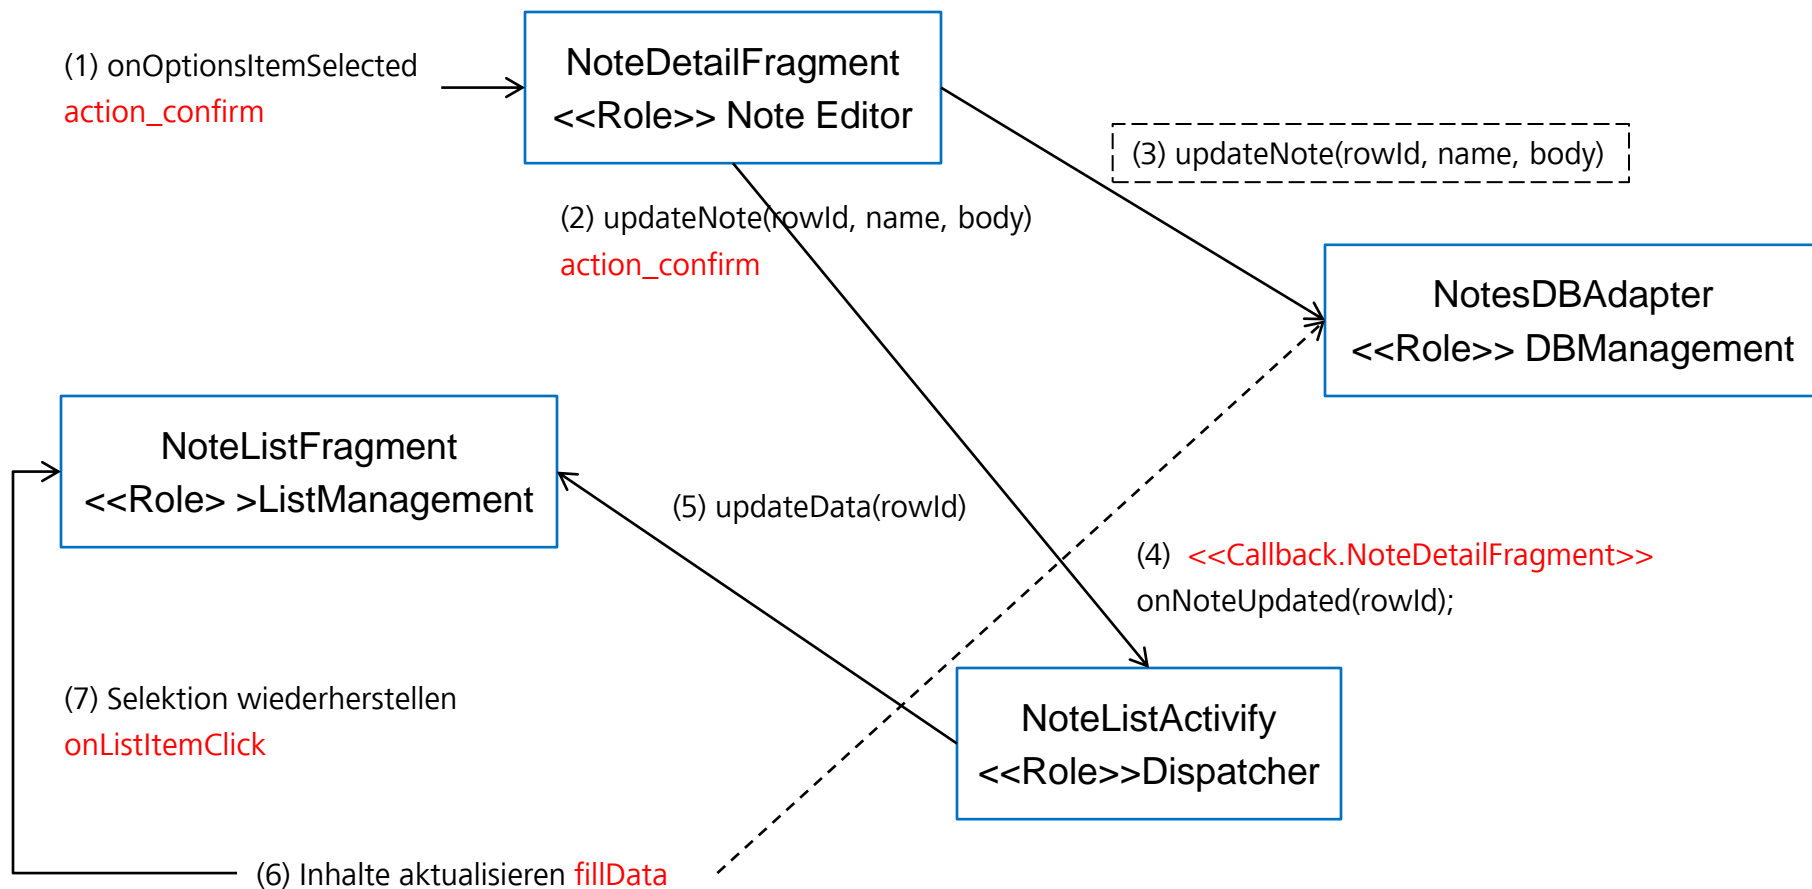 (1) onOptionsItemSelected
action_confirm
NoteDetailFragment
<<Role>> Note Editor
(3) updateNote(rowId, name, body)
(2) updateNote(rowId, name, body)
action_confirm
NotesDBAdapter
<<Role>> DBManagement
NoteListFragment
<<Role> >ListManagement
(5) updateData(rowId)
(4) <<Callback.NoteDetailFragment>>
onNoteUpdated(rowId);
(7) Selektion wiederherstellen
onListItemClick
NoteListActivify
<<Role>>Dispatcher
(6) Inhalte aktualisieren fillData